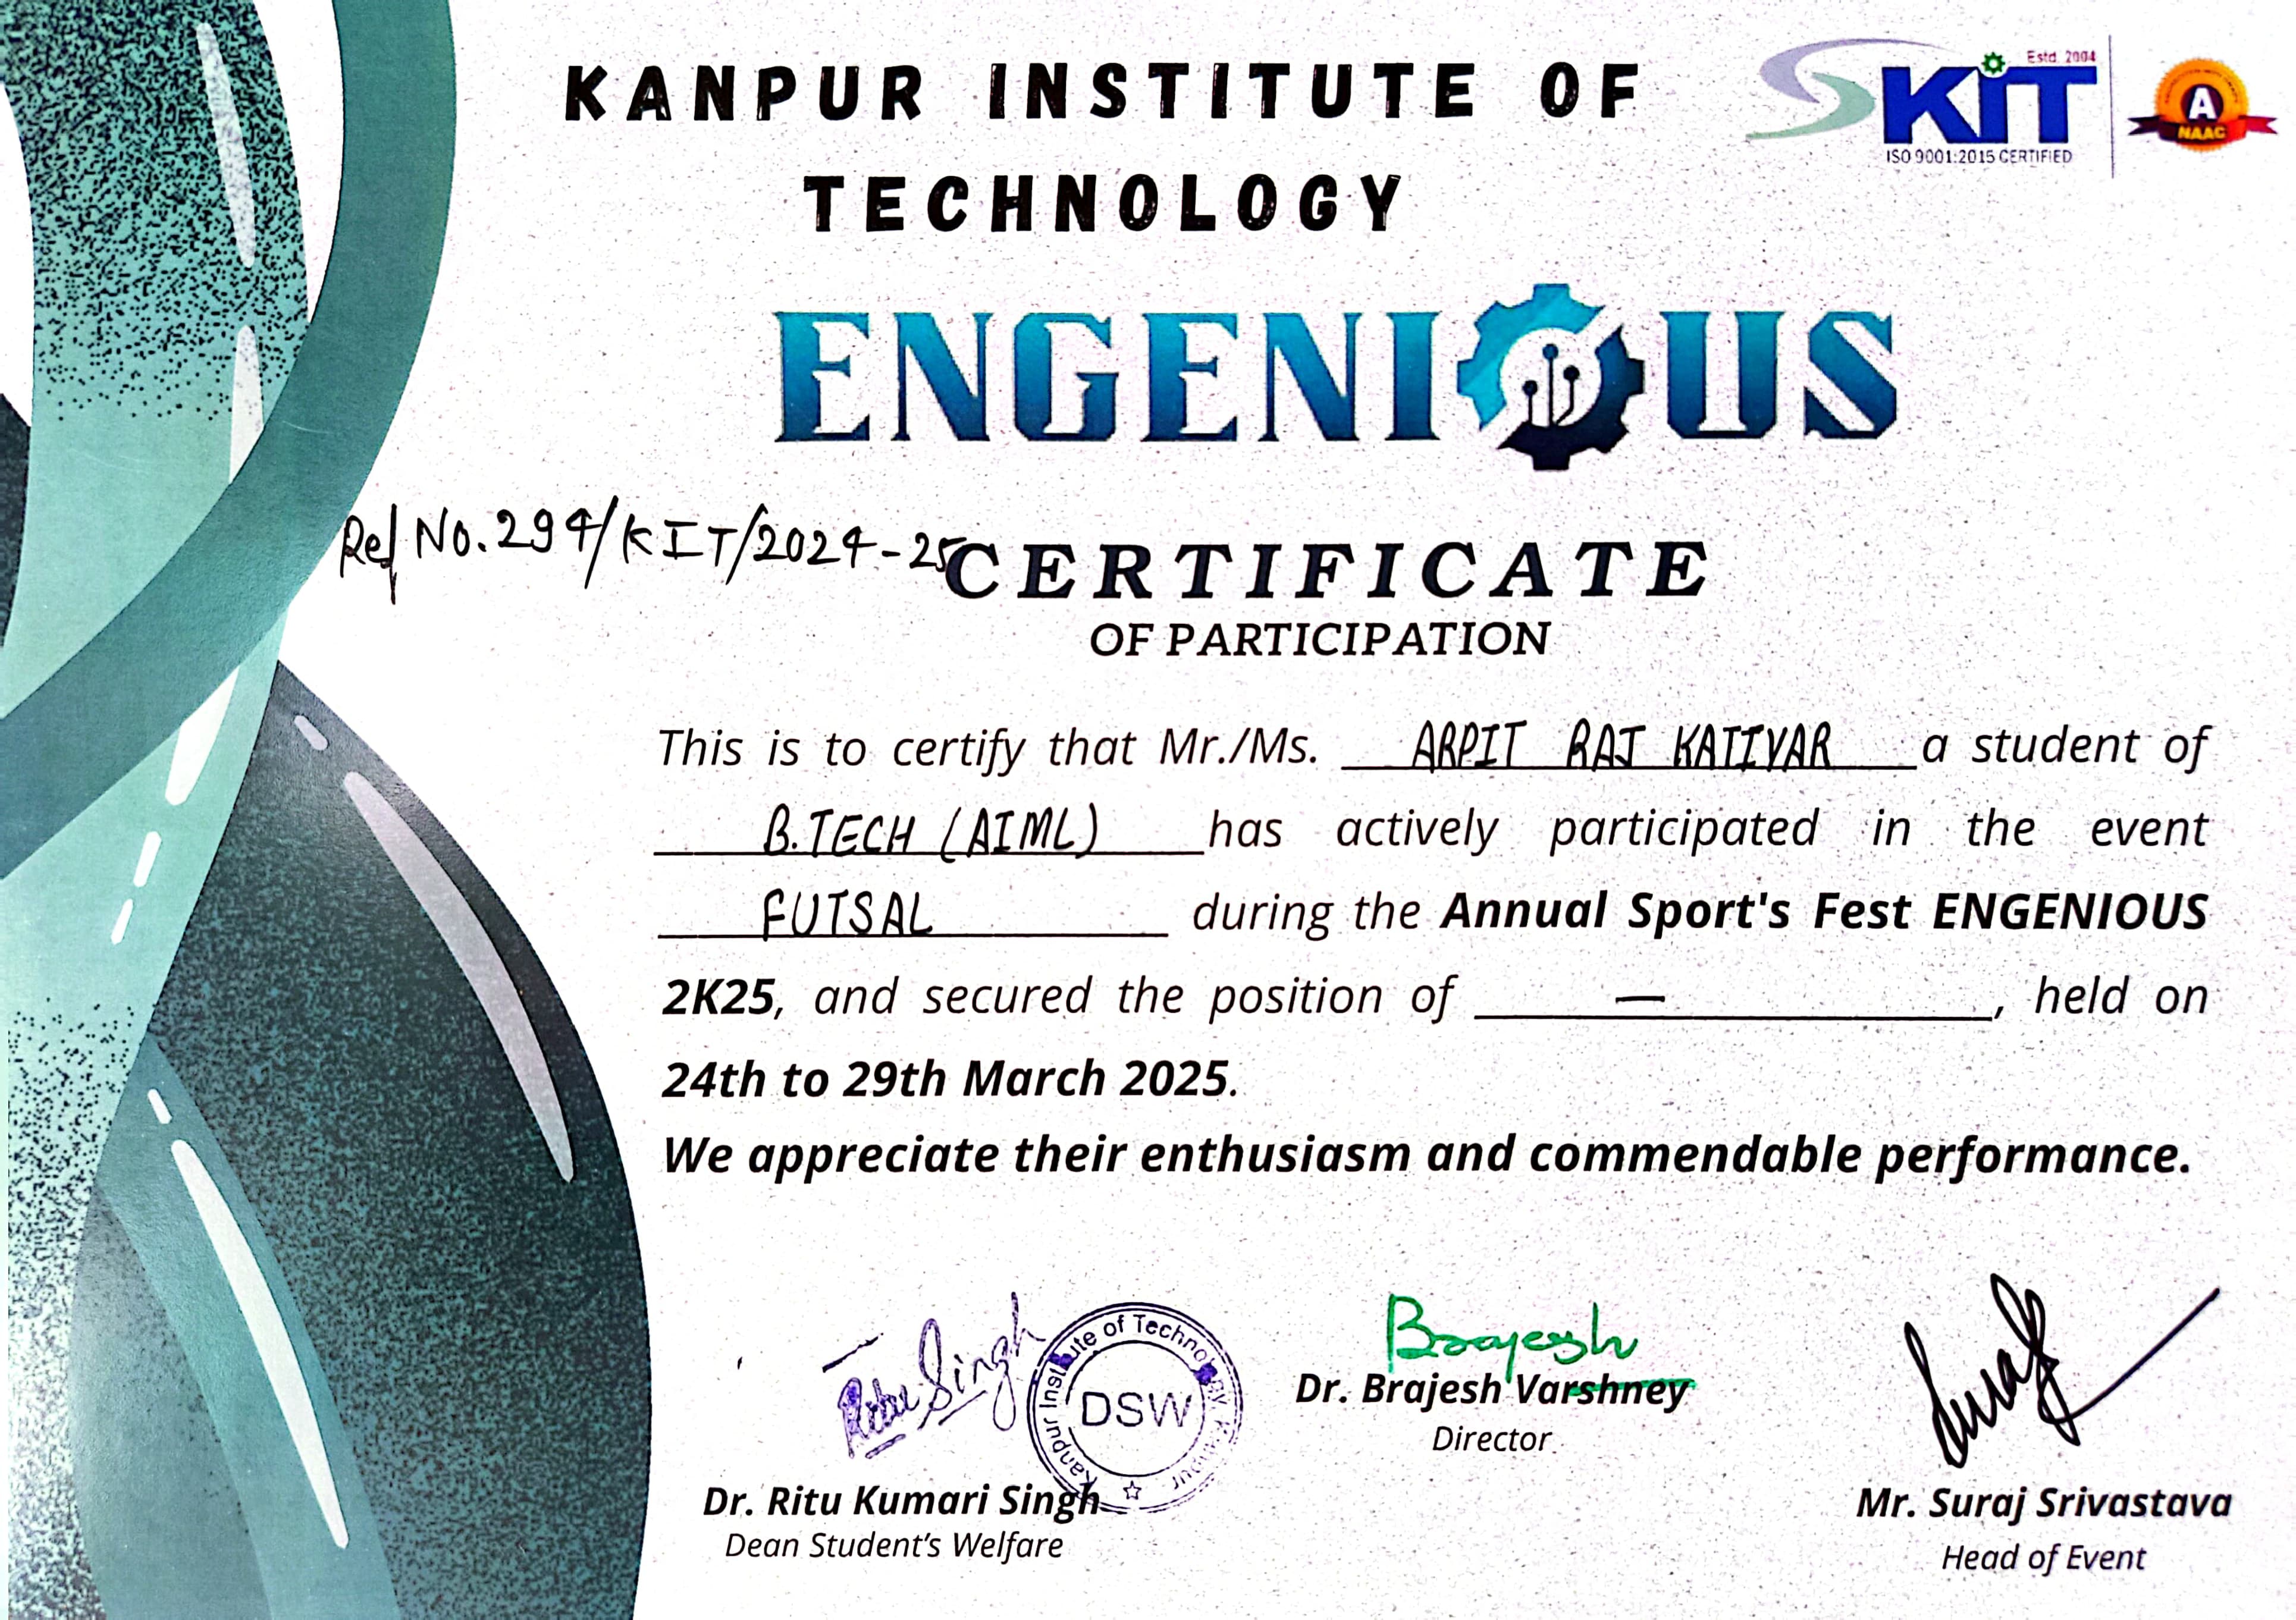 KANPUR INSTITUTE OF
TECHNOLOGY
Estd. 2004
KIT
ISO 9001:2015 CERTIFIED
A
NAAC
ENGENIOUS
Ref No. 294/KIT/2024-25
CERTIFICATE
OF PARTICIPATION
This is to certify that Mr./Ms. ARPIT RAJ KATIYAR a student of
B.TECH (AIML) has actively participated in the event
FUTSAL during the Annual Sport's Fest ENGENIOUS
2K25, and secured the position of —, held on
24th to 29th March 2025.
We appreciate their enthusiasm and commendable performance.
Ritu Singh
Kanpur Institute of Technology Kanpur
DSW
Dr. Ritu Kumari Singh
Dean Student’s Welfare
Brajesh
Dr. Brajesh Varshney
Director
Suraj
Mr. Suraj Srivastava
Head of Event